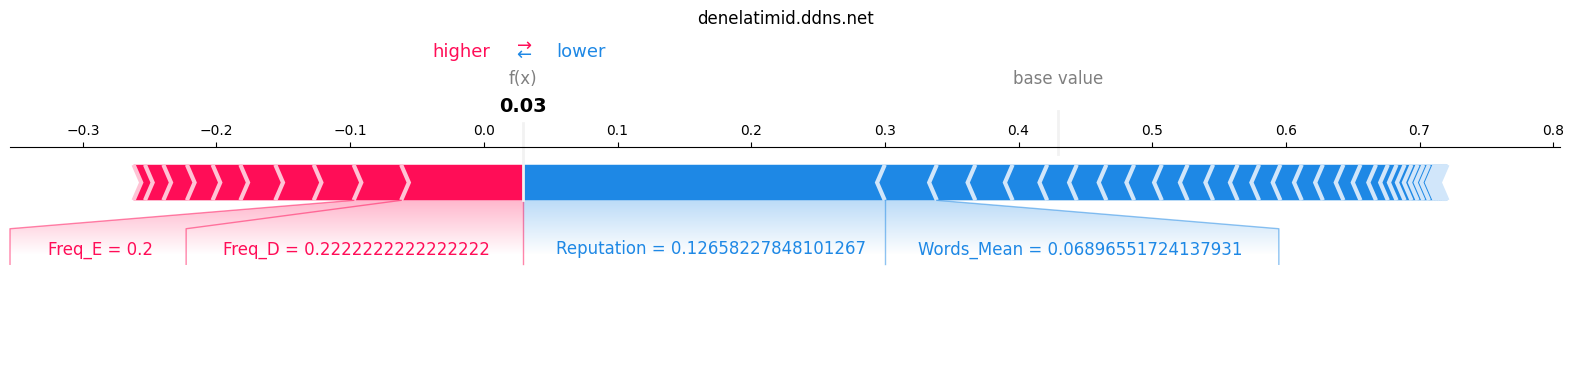 denelatimid.ddns.net
higher → ← lower
f(x) base value
0.03
−0.3 −0.2 −0.1 0.0 0.1 0.2 0.3 0.4 0.5 0.6 0.7 0.8
Freq_E = 0.2 Freq_D = 0.2222222222222222 Reputation = 0.12658227848101267 Words_Mean = 0.06896551724137931